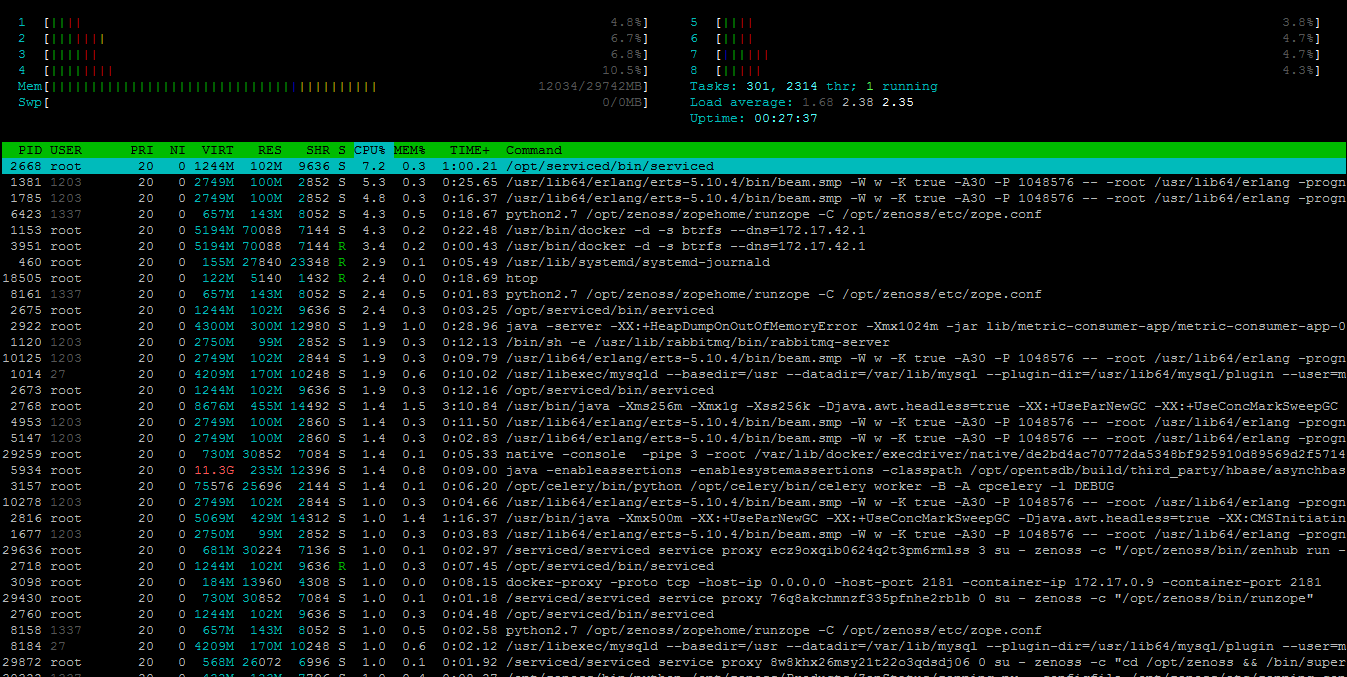 1 [|||| 4.8%] 5 [|||| 3.8%]
2 [||||||| 6.7%] 6 [|||| 4.7%]
3 [|||||| 6.8%] 7 [ ||||| 4.7%]
4 [|||||||| 10.5%] 8 [||||| 4.3%]
Mem[|||||||||||||||||||||||||||||| |||||||||| 12034/29742MB] Tasks: 301, 2314 thr; 1 running
Swp[ 0/0MB] Load average: 1.68 2.38 2.35
Uptime: 00:27:37
PID USER PRI NI VIRT RES SHR S CPU% MEM% TIME+ Command
2668 root 20 0 1244M 102M 9636 S 7.2 0.3 1:00.21 /opt/serviced/bin/serviced
1381 1203 20 0 2749M 100M 2852 S 5.3 0.3 0:25.65 /usr/lib64/erlang/erts-5.10.4/bin/beam.smp -W w -K true -A30 -P 1048576 -- -root /usr/lib64/erlang -progn
1785 1203 20 0 2749M 100M 2852 S 4.8 0.3 0:16.37 /usr/lib64/erlang/erts-5.10.4/bin/beam.smp -W w -K true -A30 -P 1048576 -- -root /usr/lib64/erlang -progn
6423 1337 20 0 657M 143M 8052 S 4.3 0.5 0:18.67 python2.7 /opt/zenoss/zopehome/runzope -C /opt/zenoss/etc/zope.conf
1153 root 20 0 5194M 70088 7144 S 4.3 0.2 0:22.48 /usr/bin/docker -d -s btrfs --dns=172.17.42.1
3951 root 20 0 5194M 70088 7144 R 3.4 0.2 0:00.43 /usr/bin/docker -d -s btrfs --dns=172.17.42.1
460 root 20 0 155M 27840 23348 R 2.9 0.1 0:05.49 /usr/lib/systemd/systemd-journald
18505 root 20 0 122M 5140 1432 R 2.4 0.0 0:18.69 htop
8161 1337 20 0 657M 143M 8052 S 2.4 0.5 0:01.83 python2.7 /opt/zenoss/zopehome/runzope -C /opt/zenoss/etc/zope.conf
2675 root 20 0 1244M 102M 9636 S 2.4 0.3 0:03.25 /opt/serviced/bin/serviced
2922 root 20 0 4300M 300M 12980 S 1.9 1.0 0:28.96 java -server -XX:+HeapDumpOnOutOfMemoryError -Xmx1024m -jar lib/metric-consumer-app/metric-consumer-app-0
1120 1203 20 0 2750M 99M 2852 S 1.9 0.3 0:12.13 /bin/sh -e /usr/lib/rabbitmq/bin/rabbitmq-server
10125 1203 20 0 2749M 102M 2844 S 1.9 0.3 0:09.79 /usr/lib64/erlang/erts-5.10.4/bin/beam.smp -W w -K true -A30 -P 1048576 -- -root /usr/lib64/erlang -progn
1014 27 20 0 4209M 170M 10248 S 1.9 0.6 0:10.02 /usr/libexec/mysqld --basedir=/usr --datadir=/var/lib/mysql --plugin-dir=/usr/lib64/mysql/plugin --user=m
2673 root 20 0 1244M 102M 9636 S 1.9 0.3 0:12.16 /opt/serviced/bin/serviced
2768 root 20 0 8676M 455M 14492 S 1.4 1.5 3:10.84 /usr/bin/java -Xms256m -Xmx1g -Xss256k -Djava.awt.headless=true -XX:+UseParNewGC -XX:+UseConcMarkSweepGC
4953 1203 20 0 2749M 100M 2860 S 1.4 0.3 0:11.50 /usr/lib64/erlang/erts-5.10.4/bin/beam.smp -W w -K true -A30 -P 1048576 -- -root /usr/lib64/erlang -progn
5147 1203 20 0 2749M 100M 2860 S 1.4 0.3 0:02.83 /usr/lib64/erlang/erts-5.10.4/bin/beam.smp -W w -K true -A30 -P 1048576 -- -root /usr/lib64/erlang -progn
29259 root 20 0 730M 30852 7084 S 1.4 0.1 0:05.33 native -console -pipe 3 -root /var/lib/docker/execdriver/native/de2bd4ac70772da5348bf925910d89569d2f5714
5934 root 20 0 11.3G 235M 12396 S 1.4 0.8 0:09.00 java -enableassertions -enablesystemassertions -classpath /opt/opentsdb/build/third_party/hbase/asynchbas
3157 root 20 0 75576 25696 2144 S 1.4 0.1 0:06.20 /opt/celery/bin/python /opt/celery/bin/celery worker -B -A cpcelery -l DEBUG
10278 1203 20 0 2749M 102M 2844 S 1.0 0.3 0:04.66 /usr/lib64/erlang/erts-5.10.4/bin/beam.smp -W w -K true -A30 -P 1048576 -- -root /usr/lib64/erlang -progn
2816 root 20 0 5069M 429M 14312 S 1.0 1.4 1:16.37 /usr/bin/java -Xmx500m -XX:+UseParNewGC -XX:+UseConcMarkSweepGC -Djava.awt.headless=true -XX:CMSInitiatin
1677 1203 20 0 2750M 99M 2852 S 1.0 0.3 0:03.83 /usr/lib64/erlang/erts-5.10.4/bin/beam.smp -W w -K true -A30 -P 1048576 -- -root /usr/lib64/erlang -progn
29636 root 20 0 681M 30224 7136 S 1.0 0.1 0:02.97 /serviced/serviced service proxy ecz9oxqib0624q2t3pm6rmlss 3 su - zenoss -c "/opt/zenoss/bin/zenhub run -
2718 root 20 0 1244M 102M 9636 R 1.0 0.3 0:07.45 /opt/serviced/bin/serviced
3098 root 20 0 184M 13960 4308 S 1.0 0.0 0:08.15 docker-proxy -proto tcp -host-ip 0.0.0.0 -host-port 2181 -container-ip 172.17.0.9 -container-port 2181
29430 root 20 0 730M 30852 7084 S 1.0 0.1 0:01.18 /serviced/serviced service proxy 76q8akchmnzf335pfnhe2rblb 0 su - zenoss -c "/opt/zenoss/bin/runzope"
2760 root 20 0 1244M 102M 9636 S 1.0 0.3 0:04.48 /opt/serviced/bin/serviced
8158 1337 20 0 657M 143M 8052 S 1.0 0.5 0:02.58 python2.7 /opt/zenoss/zopehome/runzope -C /opt/zenoss/etc/zope.conf
8184 27 20 0 4209M 170M 10248 S 1.0 0.6 0:02.12 /usr/libexec/mysqld --basedir=/usr --datadir=/var/lib/mysql --plugin-dir=/usr/lib64/mysql/plugin --user=m
29872 root 20 0 568M 26072 6996 S 1.0 0.1 0:01.92 /serviced/serviced service proxy 8w8khx26msy21t22o3qdsdj06 0 su - zenoss -c "cd /opt/zenoss && /bin/super